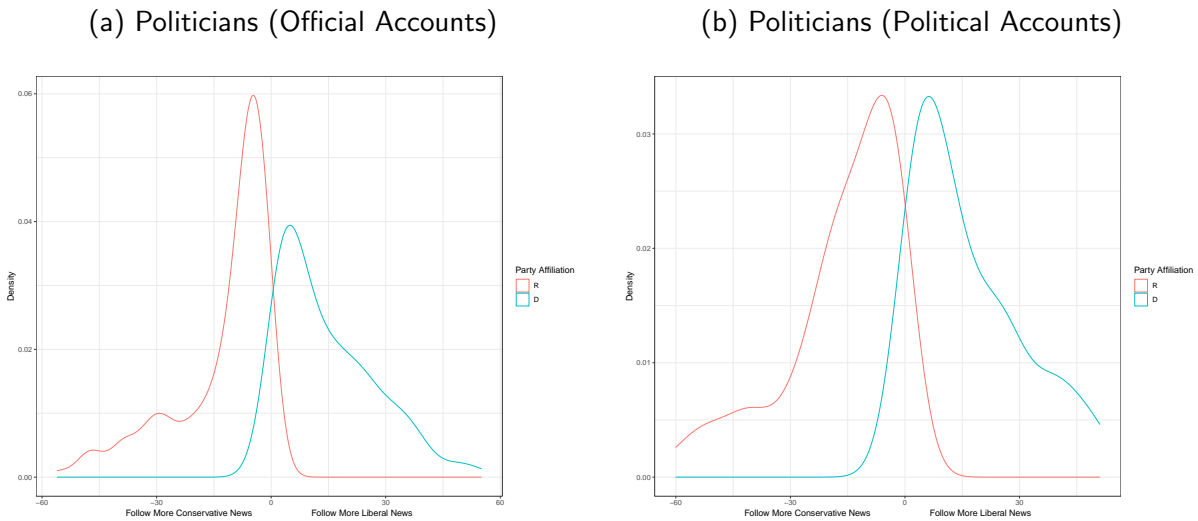 (a) Politicians (Official Accounts)
0.06
0.04
0.02
0.00
Density
−60
−30
0
30
60
Follow More Conservative News
Follow More Liberal News
Party Affiliation
R
D
(b) Politicians (Political Accounts)
0.03
0.02
0.01
0.00
Density
−60
−30
0
30
Follow More Conservative News
Follow More Liberal News
Party Affiliation
R
D